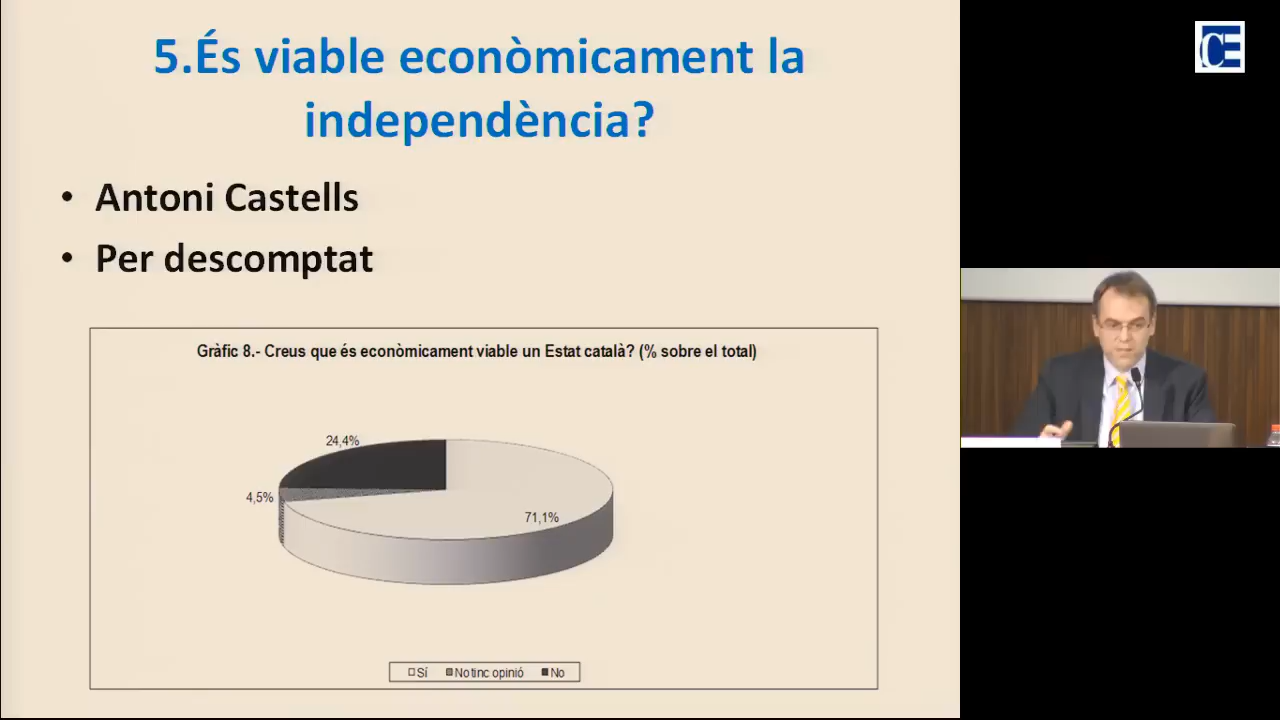 5.És viable econòmicament la
independència?
• Antoni Castells
• Per descomptat
Gràfic 8.- Creus que és econòmicament viable un Estat català? (% sobre el total)
24,4%
4,5%
71,1%
Sí No tinc opinió No
CE